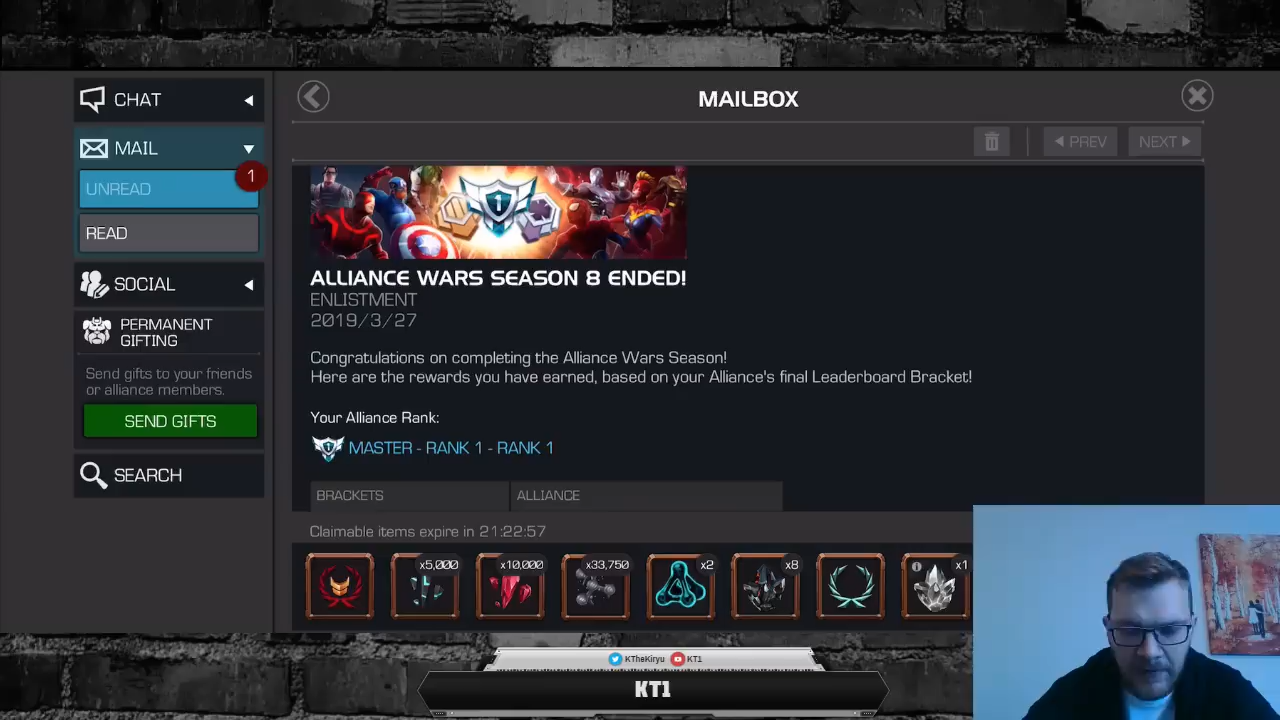 CHAT
MAIL
1
UNREAD
READ
SOCIAL
PERMANENT
GIFTING
Send gifts to your friends
or alliance members.
SEND GIFTS
SEARCH
MAILBOX
PREV
NEXT
1
ALLIANCE WARS SEASON 8 ENDED!
ENLISTMENT
2019/3/27
Congratulations on completing the Alliance Wars Season!
Here are the rewards you have earned, based on your Alliance's final Leaderboard Bracket!
Your Alliance Rank:
1 MASTER - RANK 1 - RANK 1
BRACKETS ALLIANCE
Claimable items expire in 21:22:57
x5,000 x10,000 x33,750 x2 x8 x1
KTheKiryu KT1
KT1